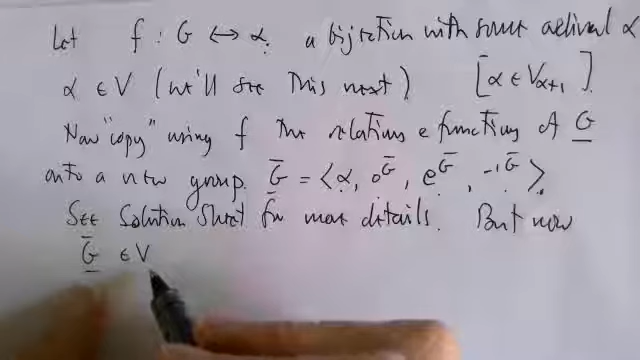 Let f : G ↔ α. a bijection with some ordinal α
α ∈ V (we'll see this next) [α ∈ V_{α+1}].
Now "copy" using f the relations & functions of G
onto a new group. G̅ = ⟨α, ∘^G̅, e^G̅, ⁻¹^G̅⟩.
See Solution Sheet for more details. But now
G̅ ∈ V